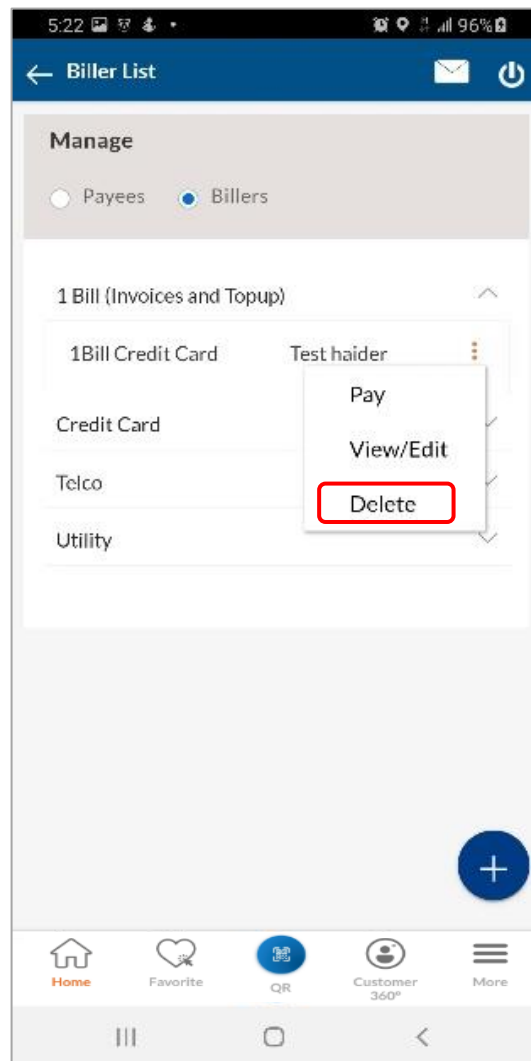 5:22 96%
Biller List
Manage
Payees Billers
1 Bill (Invoices and Topup)
1Bill Credit Card Test haider
Pay
Credit Card
View/Edit
Telco
Delete
Utility
+
Home Favorite QR Customer 360° More